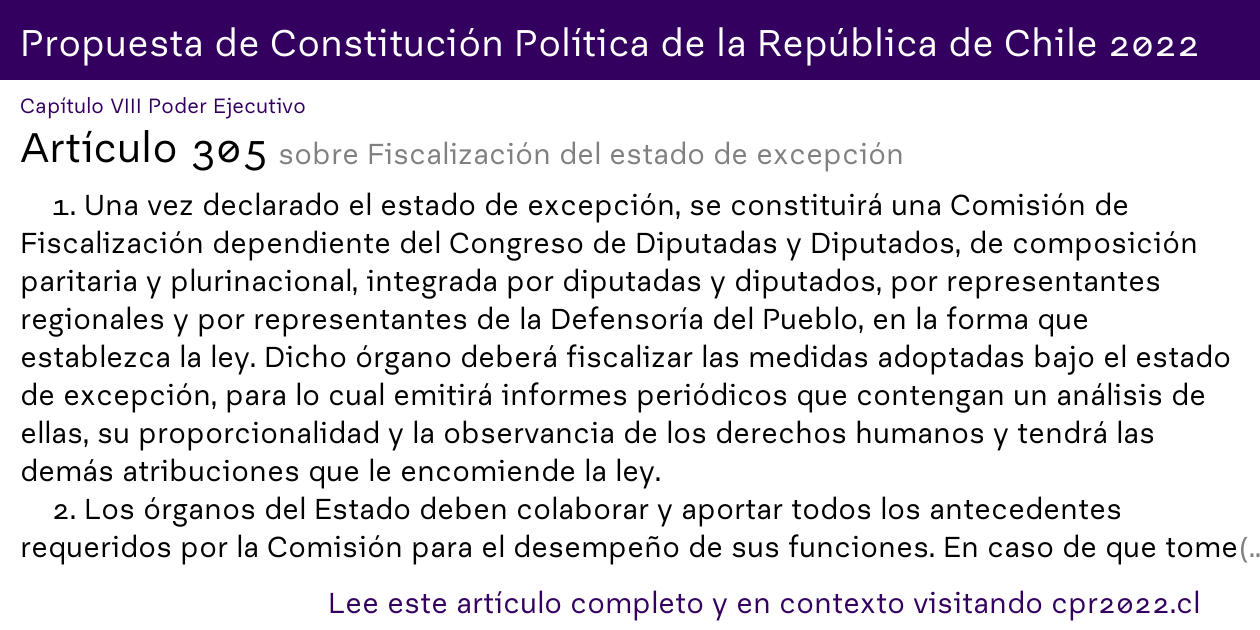 Propuesta de Constitución Política de la República de Chile 2022
Capítulo VIII Poder Ejecutivo
Artículo 305 sobre Fiscalización del estado de excepción
1. Una vez declarado el estado de excepción, se constituirá una Comisión de
Fiscalización dependiente del Congreso de Diputadas y Diputados, de composición
paritaria y plurinacional, integrada por diputadas y diputados, por representantes
regionales y por representantes de la Defensoría del Pueblo, en la forma que
establezca la ley. Dicho órgano deberá fiscalizar las medidas adoptadas bajo el estado
de excepción, para lo cual emitirá informes periódicos que contengan un análisis de
ellas, su proporcionalidad y la observancia de los derechos humanos y tendrá las
demás atribuciones que le encomiende la ley.
2. Los órganos del Estado deben colaborar y aportar todos los antecedentes
requeridos por la Comisión para el desempeño de sus funciones. En caso de que tome(..
Lee este artículo completo y en contexto visitando cpr2022.cl